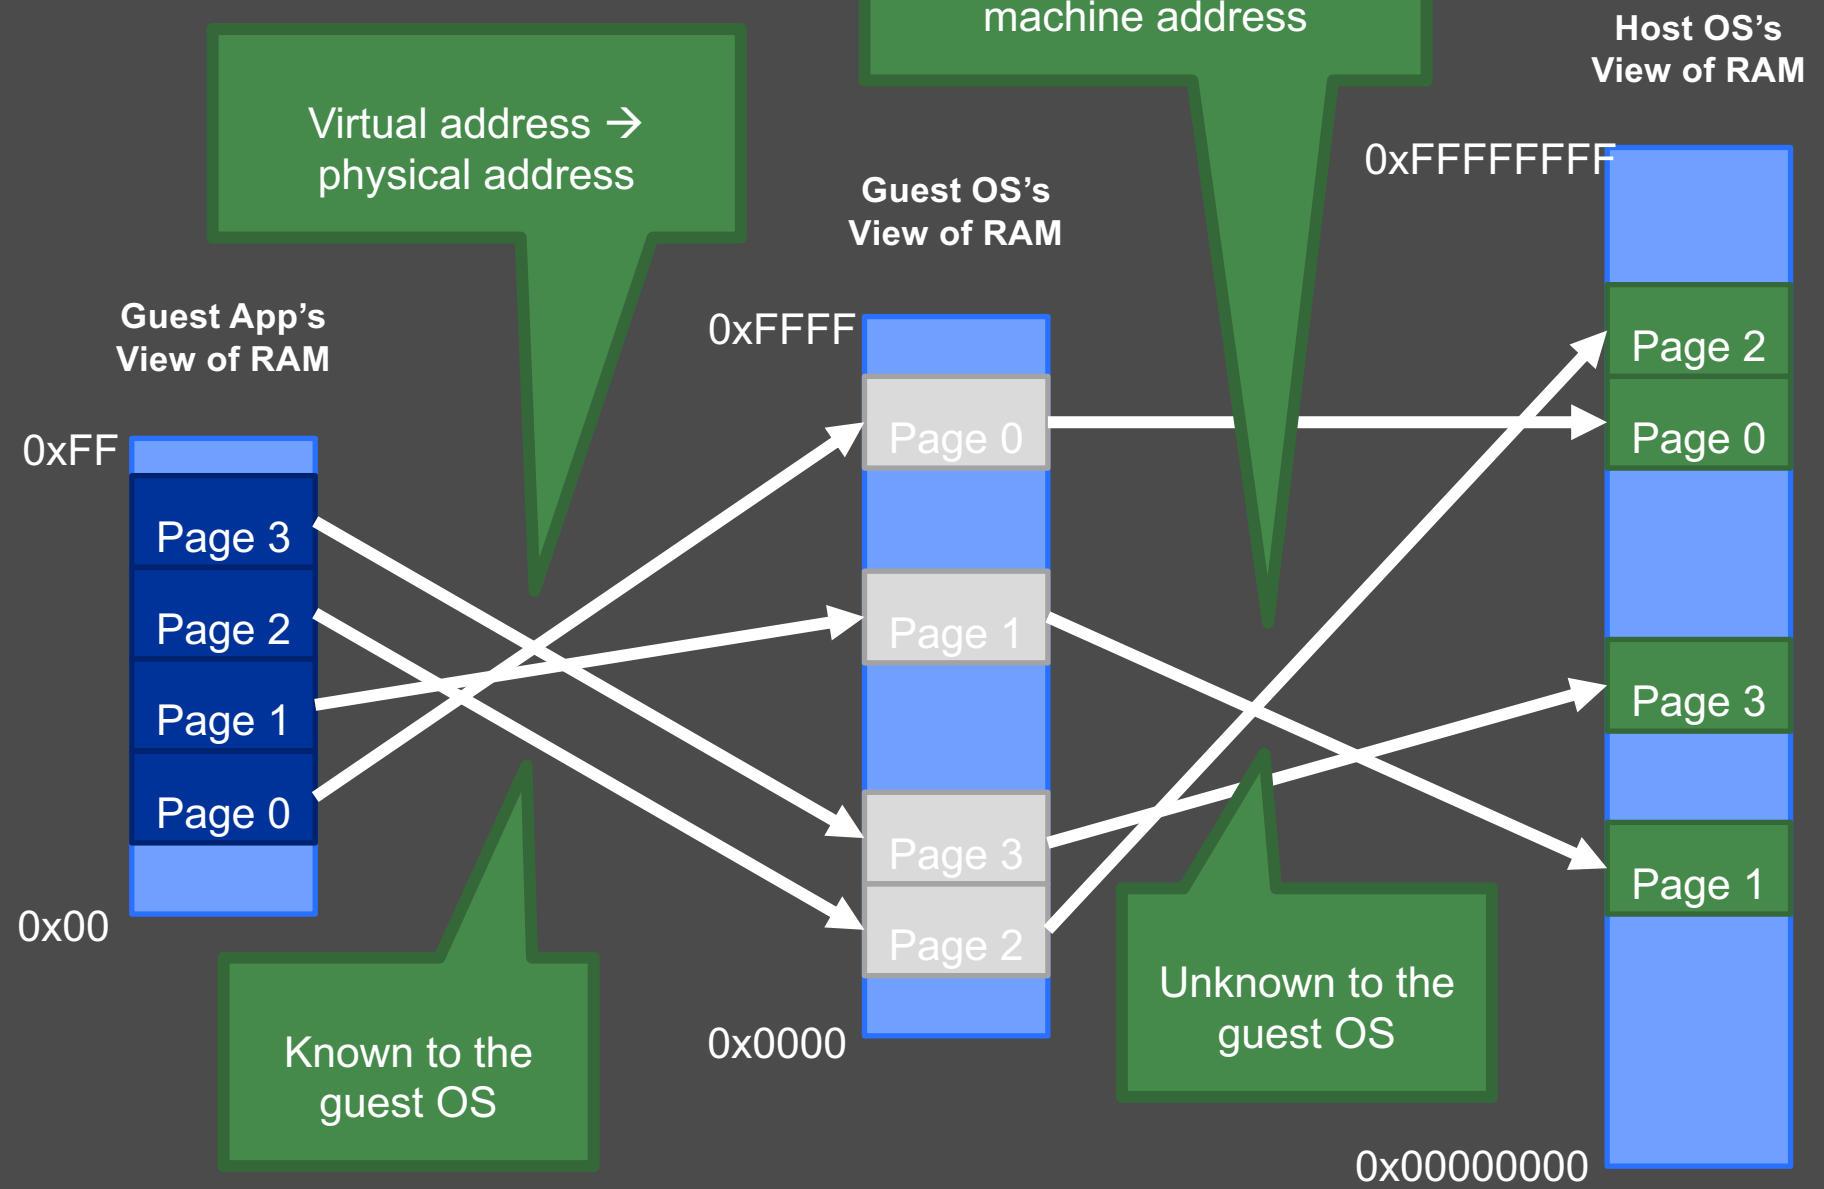 machine address
Host OS's
View of RAM
Virtual address →
physical address
Guest OS's
View of RAM
0xFFFFFFFF
Guest App's
View of RAM
0xFFFF
0xFF
Page 3
Page 2
Page 1
Page 0
0x00
Page 0
Page 1
Page 3
Page 2
0x0000
Page 2
Page 0
Page 3
Page 1
0x00000000
Known to the
guest OS
Unknown to the
guest OS